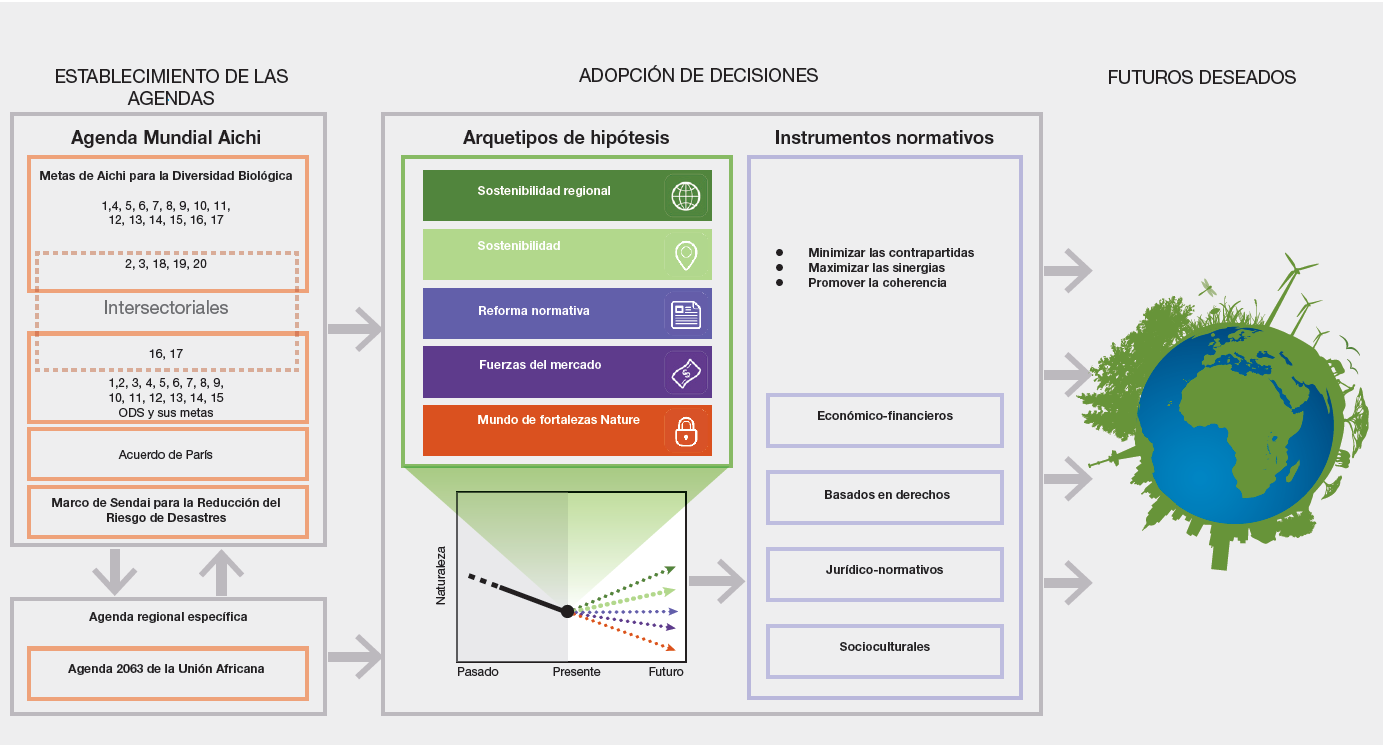 ESTABLECIMIENTO DE LAS
AGENDAS
Agenda Mundial Aichi
Metas de Aichi para la Diversidad Biológica
1,4, 5, 6, 7, 8, 9, 10, 11,
12, 13, 14, 15, 16, 17
2, 3, 18, 19, 20
Intersectoriales
16, 17
1,2, 3, 4, 5, 6, 7, 8, 9,
10, 11, 12, 13, 14, 15
ODS y sus metas
Acuerdo de París
Marco de Sendai para la Reducción del
Riesgo de Desastres
Agenda regional específica
Agenda 2063 de la Unión Africana
ADOPCIÓN DE DECISIONES
Arquetipos de hipótesis
Sostenibilidad regional
Sostenibilidad
Reforma normativa
Fuerzas del mercado
$
Mundo de fortalezas Nature
Naturaleza
Pasado
Presente
Futuro
Instrumentos normativos
● Minimizar las contrapartidas
● Maximizar las sinergias
● Promover la coherencia
Económico-financieros
Basados en derechos
Jurídico-normativos
Socioculturales
FUTUROS DESEADOS